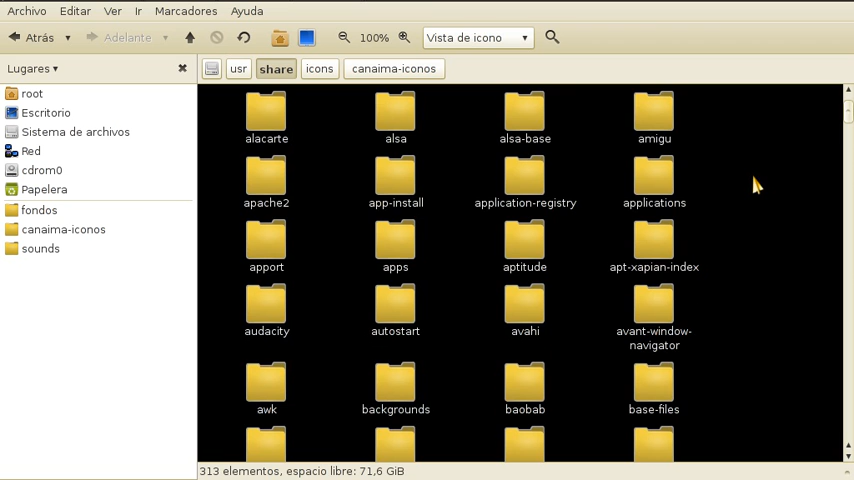 Archivo Editar Ver Ir Marcadores Ayuda
Atrás Adelante 100% Vista de icono
Lugares usr share icons canaima-iconos
root
Escritorio
Sistema de archivos
Red
cdrom0
Papelera
fondos
canaima-iconos
sounds
alacarte alsa alsa-base amigu
apache2 app-install application-registry applications
apport apps aptitude apt-xapian-index
audacity autostart avahi avant-window-
navigator
awk backgrounds baobab base-files
313 elementos, espacio libre: 71,6 GiB